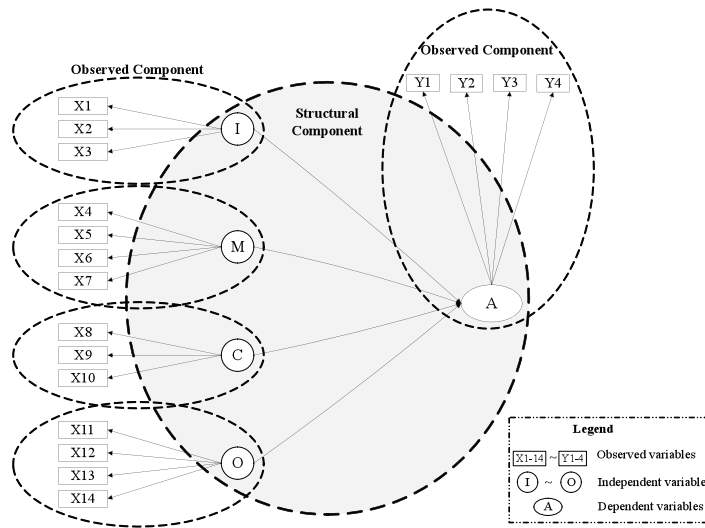 Observed Component
Y1 Y2 Y3 Y4
Observed Component
Structural
Component
X1
X2
X3
I
X4
X5
X6
X7
M
X8
X9
X10
C
X11
X12
X13
X14
O
A
Legend
X1-14 ~ Y1-4 Observed variables
I ~ O Independent variable
A Dependent variables